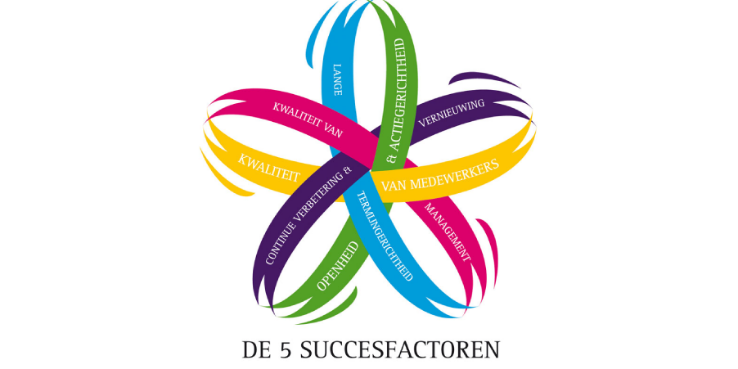 LANGE
TERMIJNGERICHTHEID
KWALITEIT VAN
MANAGEMENT
OPENHEID
& ACTIEGERICHTHEID
CONTINUE VERBETERING &
VERNIEUWING
KWALITEIT
VAN MEDEWERKERS
DE 5 SUCCESFACTOREN